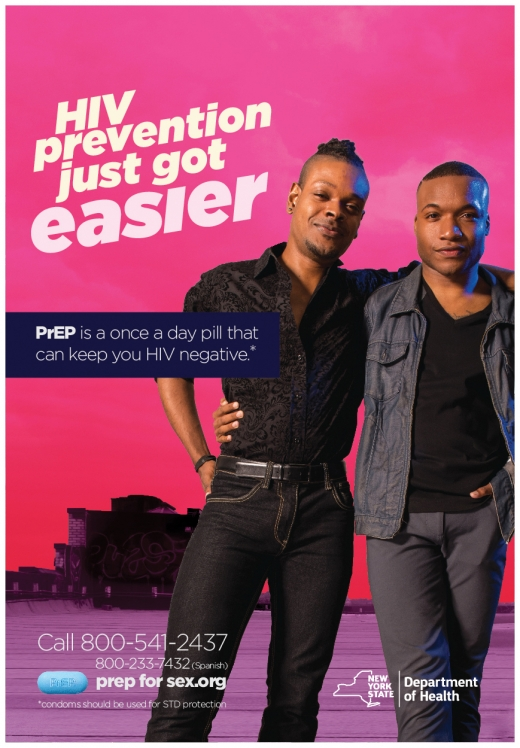 HIV
prevention
just got
easier
PrEP is a once a day pill that
can keep you HIV negative.*
Call 800-541-2437
800-233-7432 (Spanish)
prep for sex.org
*condoms should be used for STD protection
NEW
YORK
STATE
Department
of Health